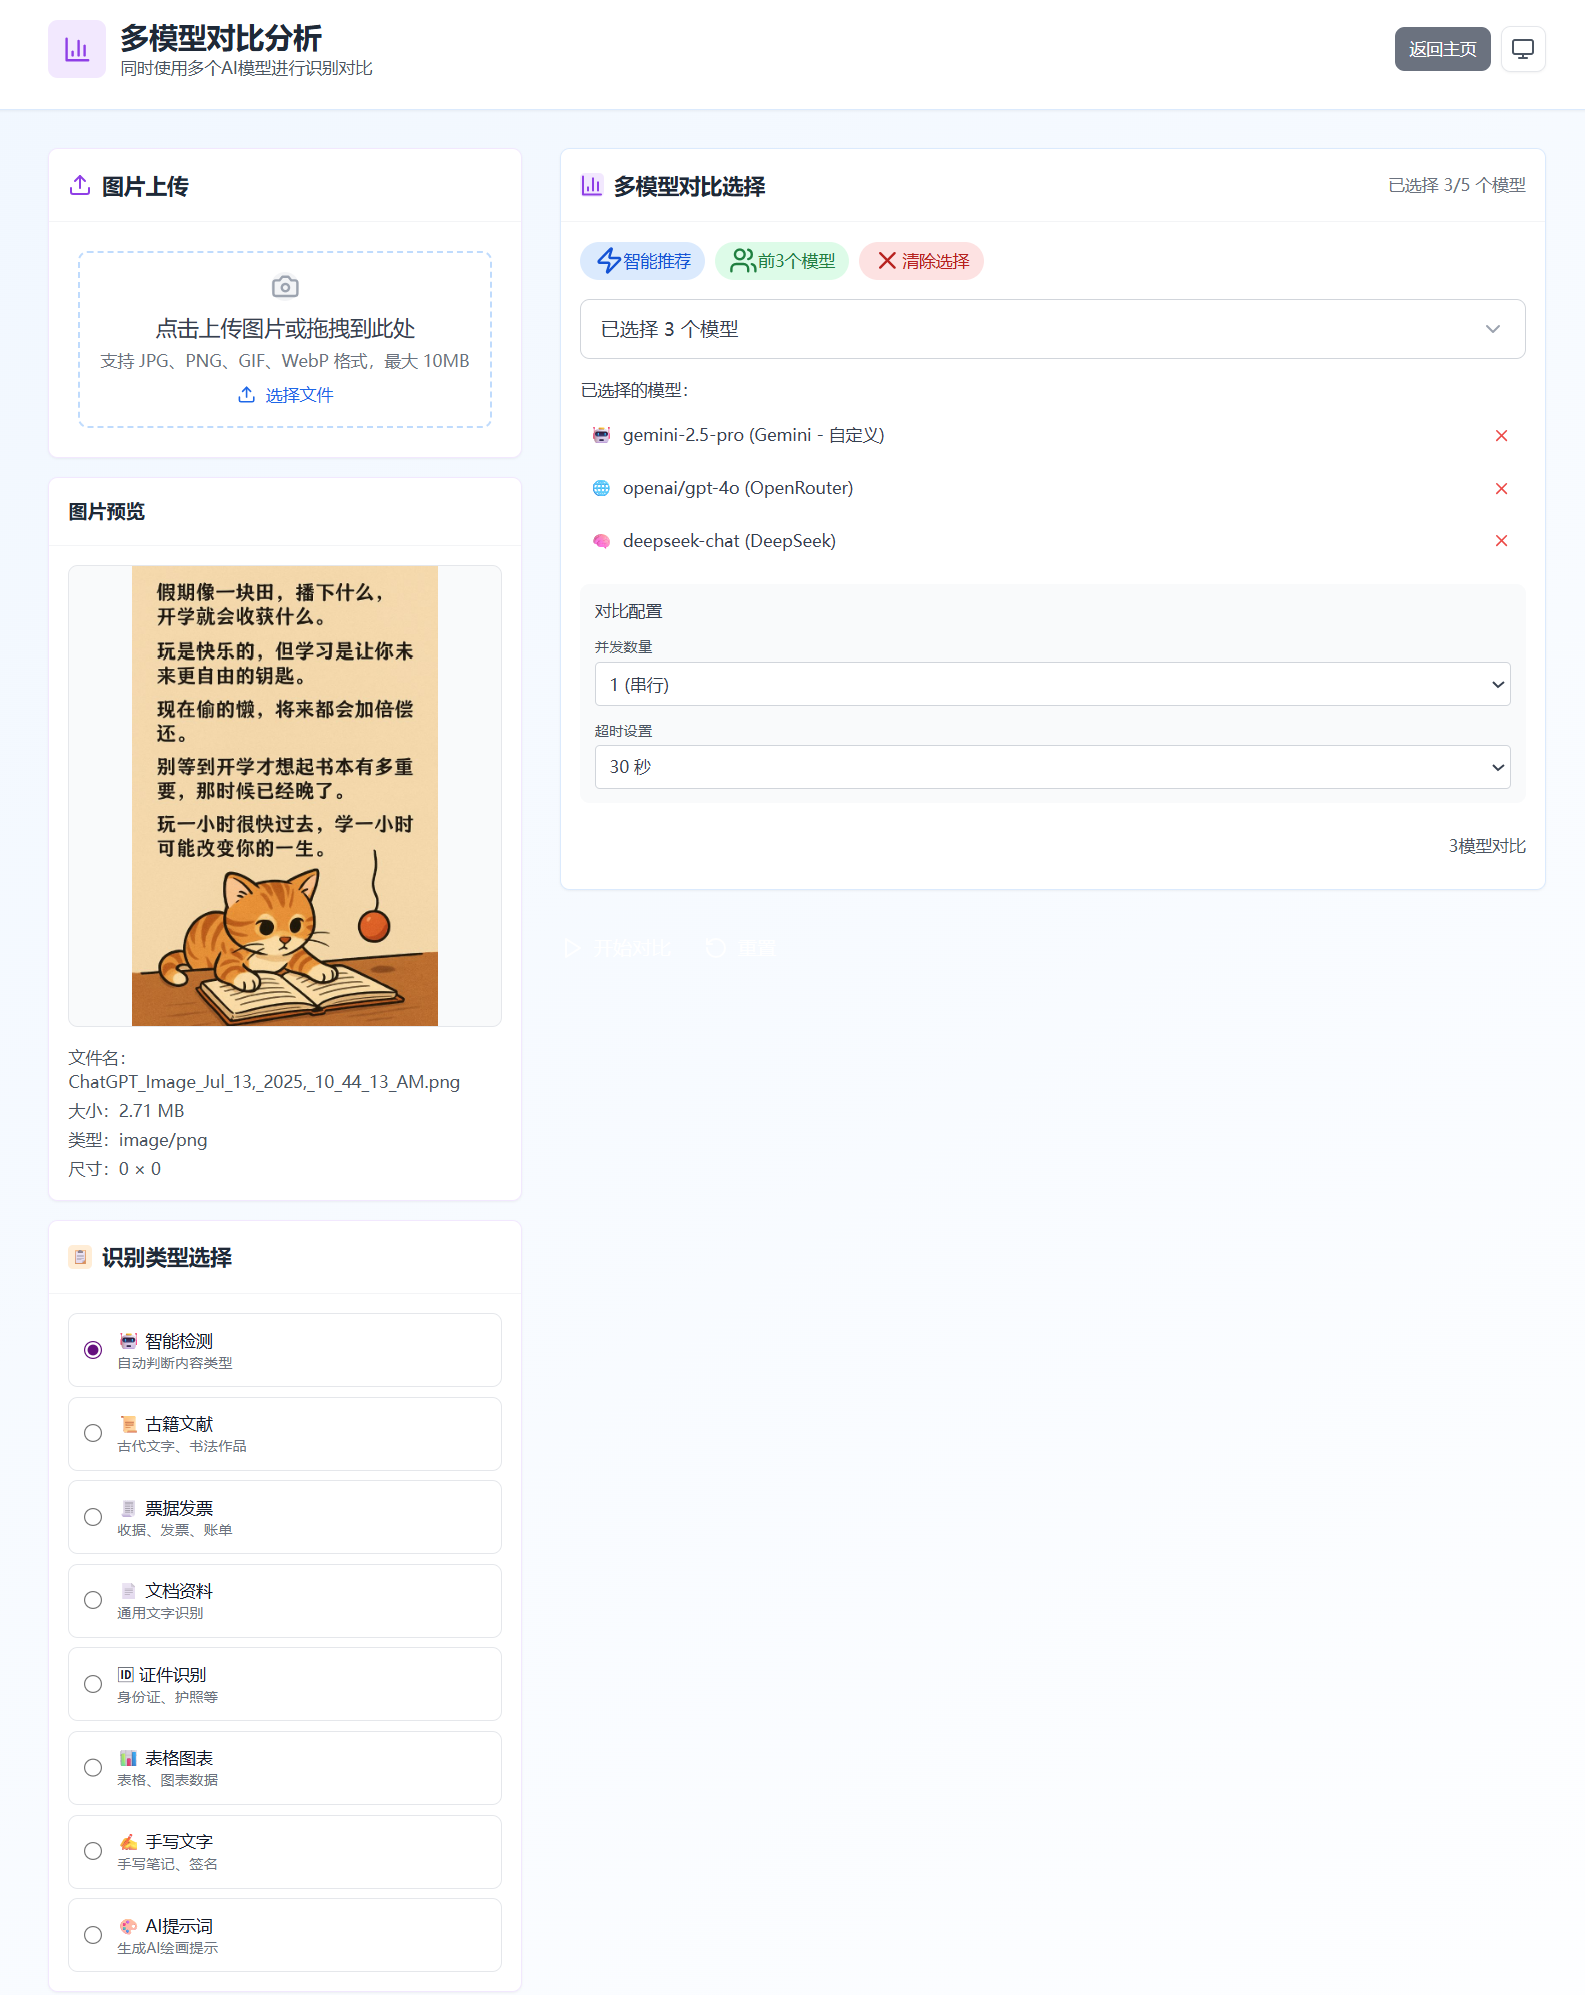 多模型对比分析
同时使用多个AI模型进行识别对比
返回主页
图片上传
点击上传图片或拖拽到此处
支持 JPG、PNG、GIF、WebP 格式，最大 10MB
选择文件
图片预览
假期像一块田，播下什么，
开学就会收获什么。
玩是快乐的，但学习是让你未
来更自由的钥匙。
现在偷的懒，将来都会加倍偿
还。
别等到开学才想起书本有多重
要，那时候已经晚了。
玩一小时很快过去，学一小时
可能改变你的一生。
文件名：
ChatGPT_Image_Jul_13,_2025,_10_44_13_AM.png
大小：2.71 MB
类型：image/png
尺寸：0 × 0
识别类型选择
智能检测
自动判断内容类型
古籍文献
古代文字、书法作品
票据发票
收据、发票、账单
文档资料
通用文字识别
ID 证件识别
身份证、护照等
表格图表
表格、图表数据
手写文字
手写笔记、签名
AI提示词
生成AI绘画提示
多模型对比选择
已选择 3/5 个模型
智能推荐
前3个模型
清除选择
已选择 3 个模型
已选择的模型：
gemini-2.5-pro (Gemini - 自定义)
openai/gpt-4o (OpenRouter)
deepseek-chat (DeepSeek)
对比配置
并发数量
1 (串行)
超时设置
30 秒
3模型对比
开始对比
重置